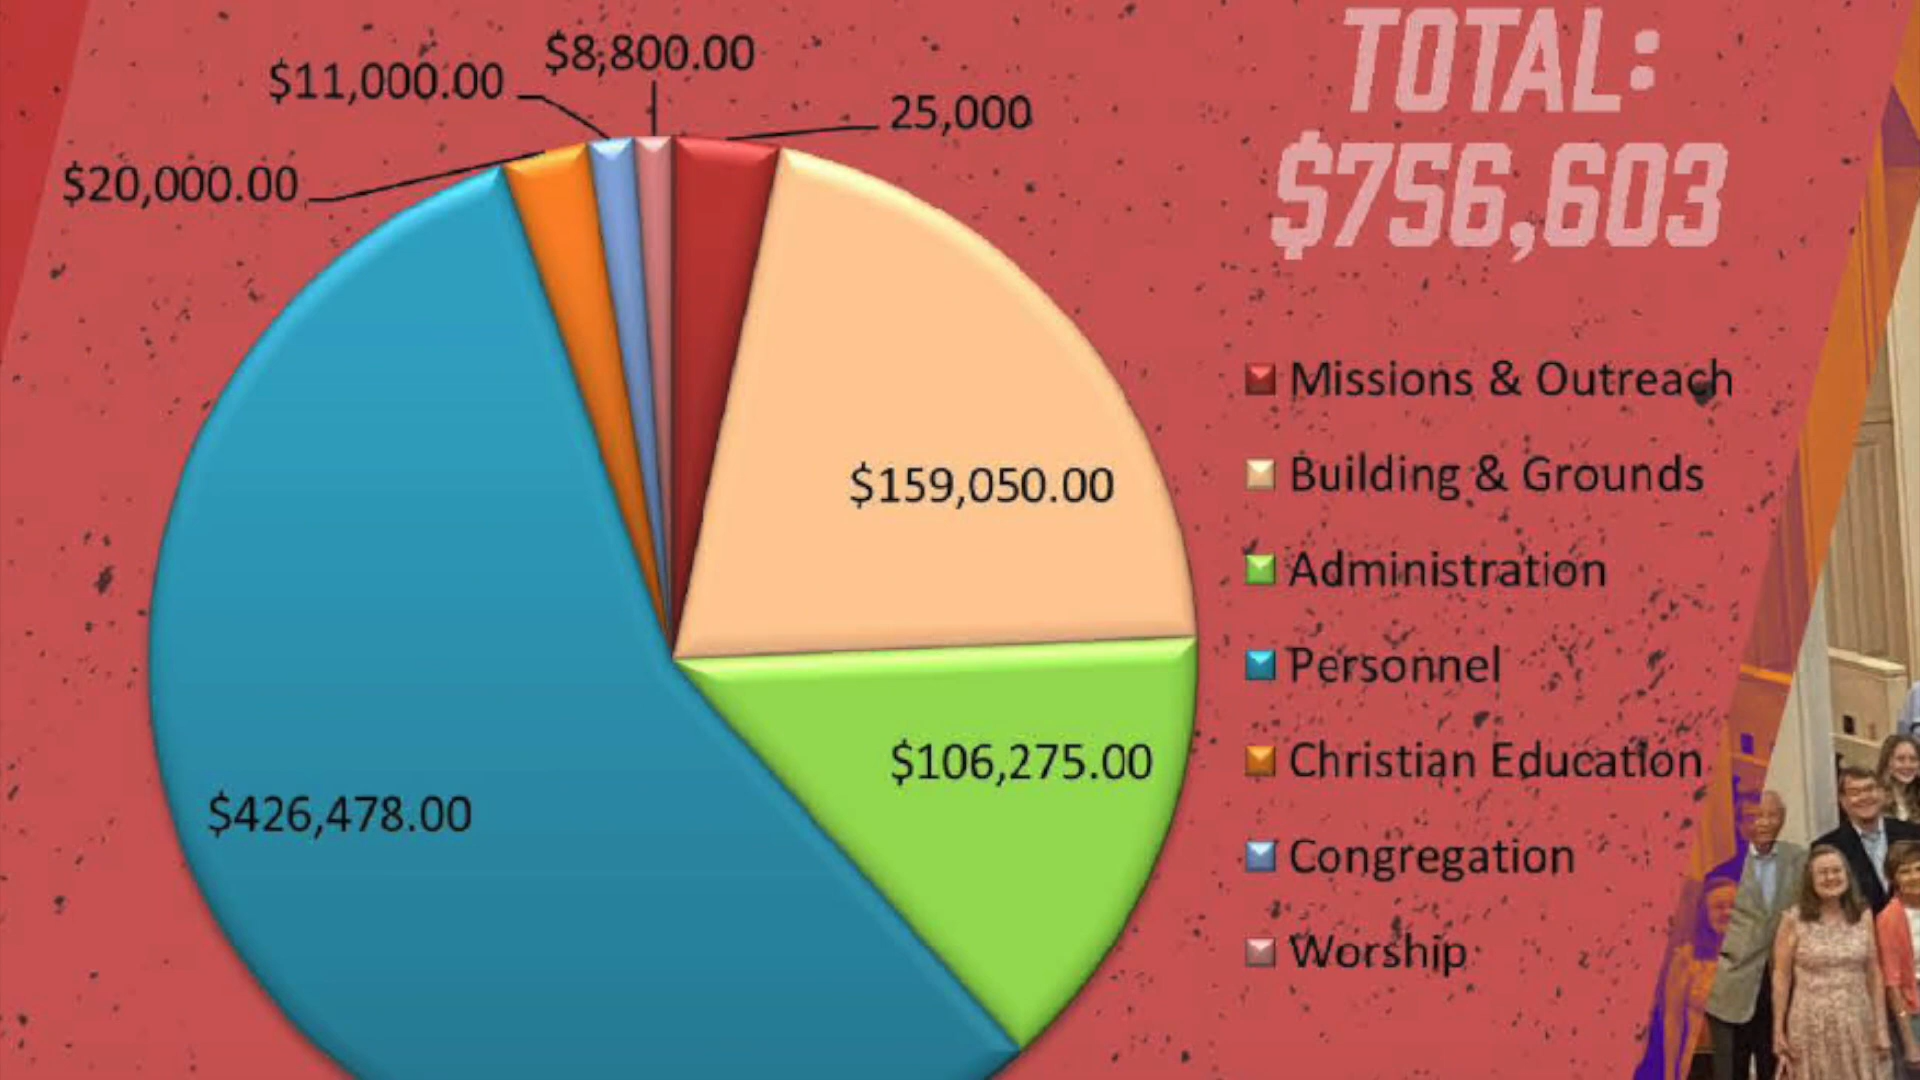 TOTAL:
$756,603
$8,800.00
$11,000.00
25,000
$20,000.00
$159,050.00
$106,275.00
$426,478.00
Missions & Outreach
Building & Grounds
Administration
Personnel
Christian Education
Congregation
Worship